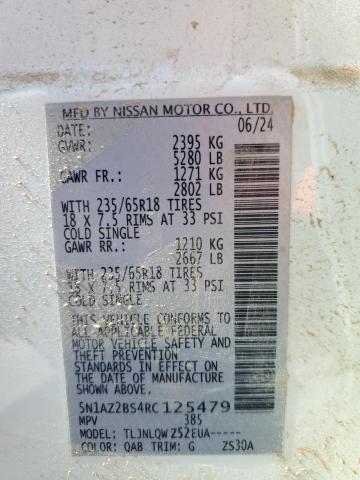 MFD BY NISSAN MOTOR CO., LTD.
DATE: 06/24
GVWR: 2395 KG
5280 LB
GAWR FR.: 1271 KG
2802 LB
WITH 235/65R18 TIRES
18 X 7.5 RIMS AT 33 PSI
COLD SINGLE
GAWR RR.: 1210 KG
2667 LB
WITH 235/65R18 TIRES
18 X 7.5 RIMS AT 33 PSI
COLD SINGLE
THIS VEHICLE CONFORMS TO
ALL APPLICABLE FEDERAL
MOTOR VEHICLE SAFETY AND
THEFT PREVENTION
STANDARDS IN EFFECT ON
THE DATE OF MANUFACTURE
SHOWN ABOVE.
5N1AZ2BS4RC125479
MPV 385
MODEL: TLJNLQWZ52EUA-----
COLOR: QAB TRIM: G ZS30A